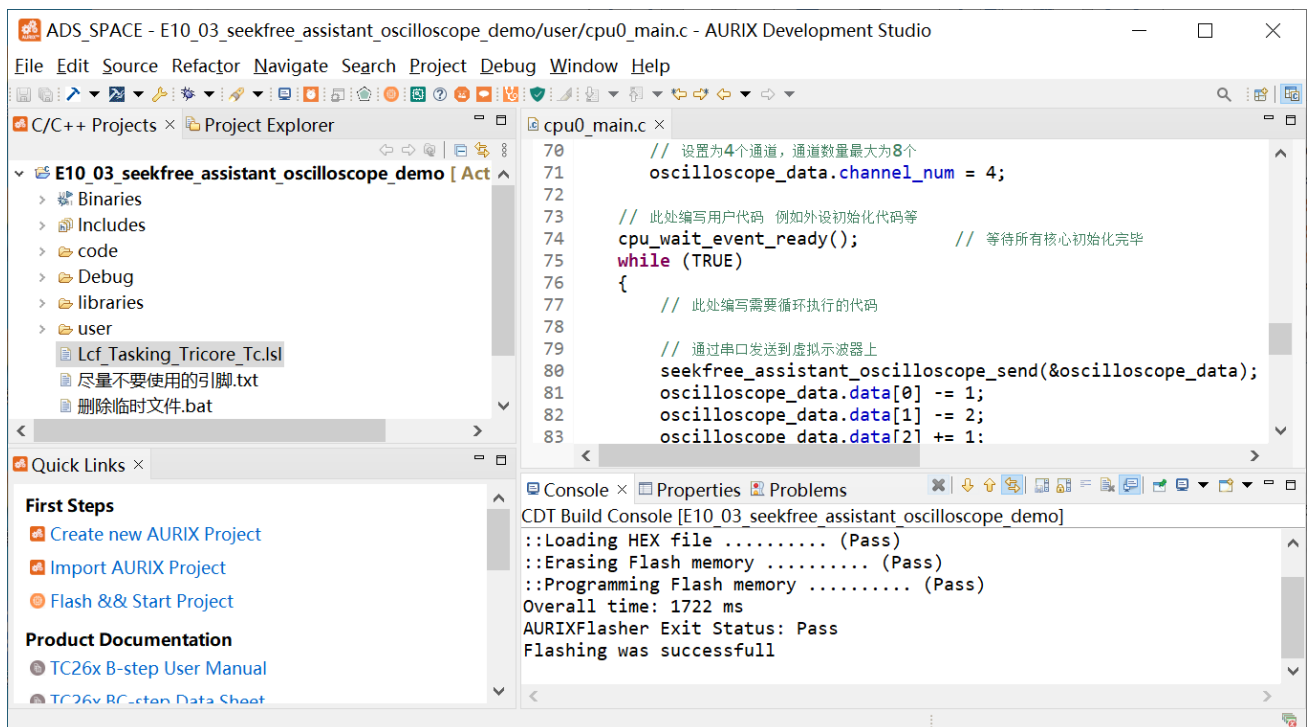 ADS_SPACE - E10_03_seekfree_assistant_oscilloscope_demo/user/cpu0_main.c - AURIX Development Studio
File Edit Source Refactor Navigate Search Project Debug Window Help
C/C++ Projects Project Explorer
E10_03_seekfree_assistant_oscilloscope_demo [ Act
Binaries
Includes
code
Debug
libraries
user
Lcf_Tasking_Tricore_Tc.lsl
尽量不要使用的引脚.txt
删除临时文件.bat
cpu0_main.c
70 // 设置为4个通道，通道数量最大为8个
71 oscilloscope_data.channel_num = 4;
72
73 // 此处编写用户代码 例如外设初始化代码等
74 cpu_wait_event_ready(); // 等待所有核心初始化完毕
75 while (TRUE)
76 {
77 // 此处编写需要循环执行的代码
78
79 // 通过串口发送到虚拟示波器上
80 seekfree_assistant_oscilloscope_send(&oscilloscope_data);
81 oscilloscope_data.data[0] -= 1;
82 oscilloscope_data.data[1] -= 2;
83 oscilloscope_data.data[2] += 1;
Quick Links
First Steps
Create new AURIX Project
Import AURIX Project
Flash && Start Project
Product Documentation
TC26x B-step User Manual
TC26x BC-step Data Sheet
Console Properties Problems
CDT Build Console [E10_03_seekfree_assistant_oscilloscope_demo]
::Loading HEX file .......... (Pass)
::Erasing Flash memory .......... (Pass)
::Programming Flash memory .......... (Pass)
Overall time: 1722 ms
AURIXFlasher Exit Status: Pass
Flashing was successfull